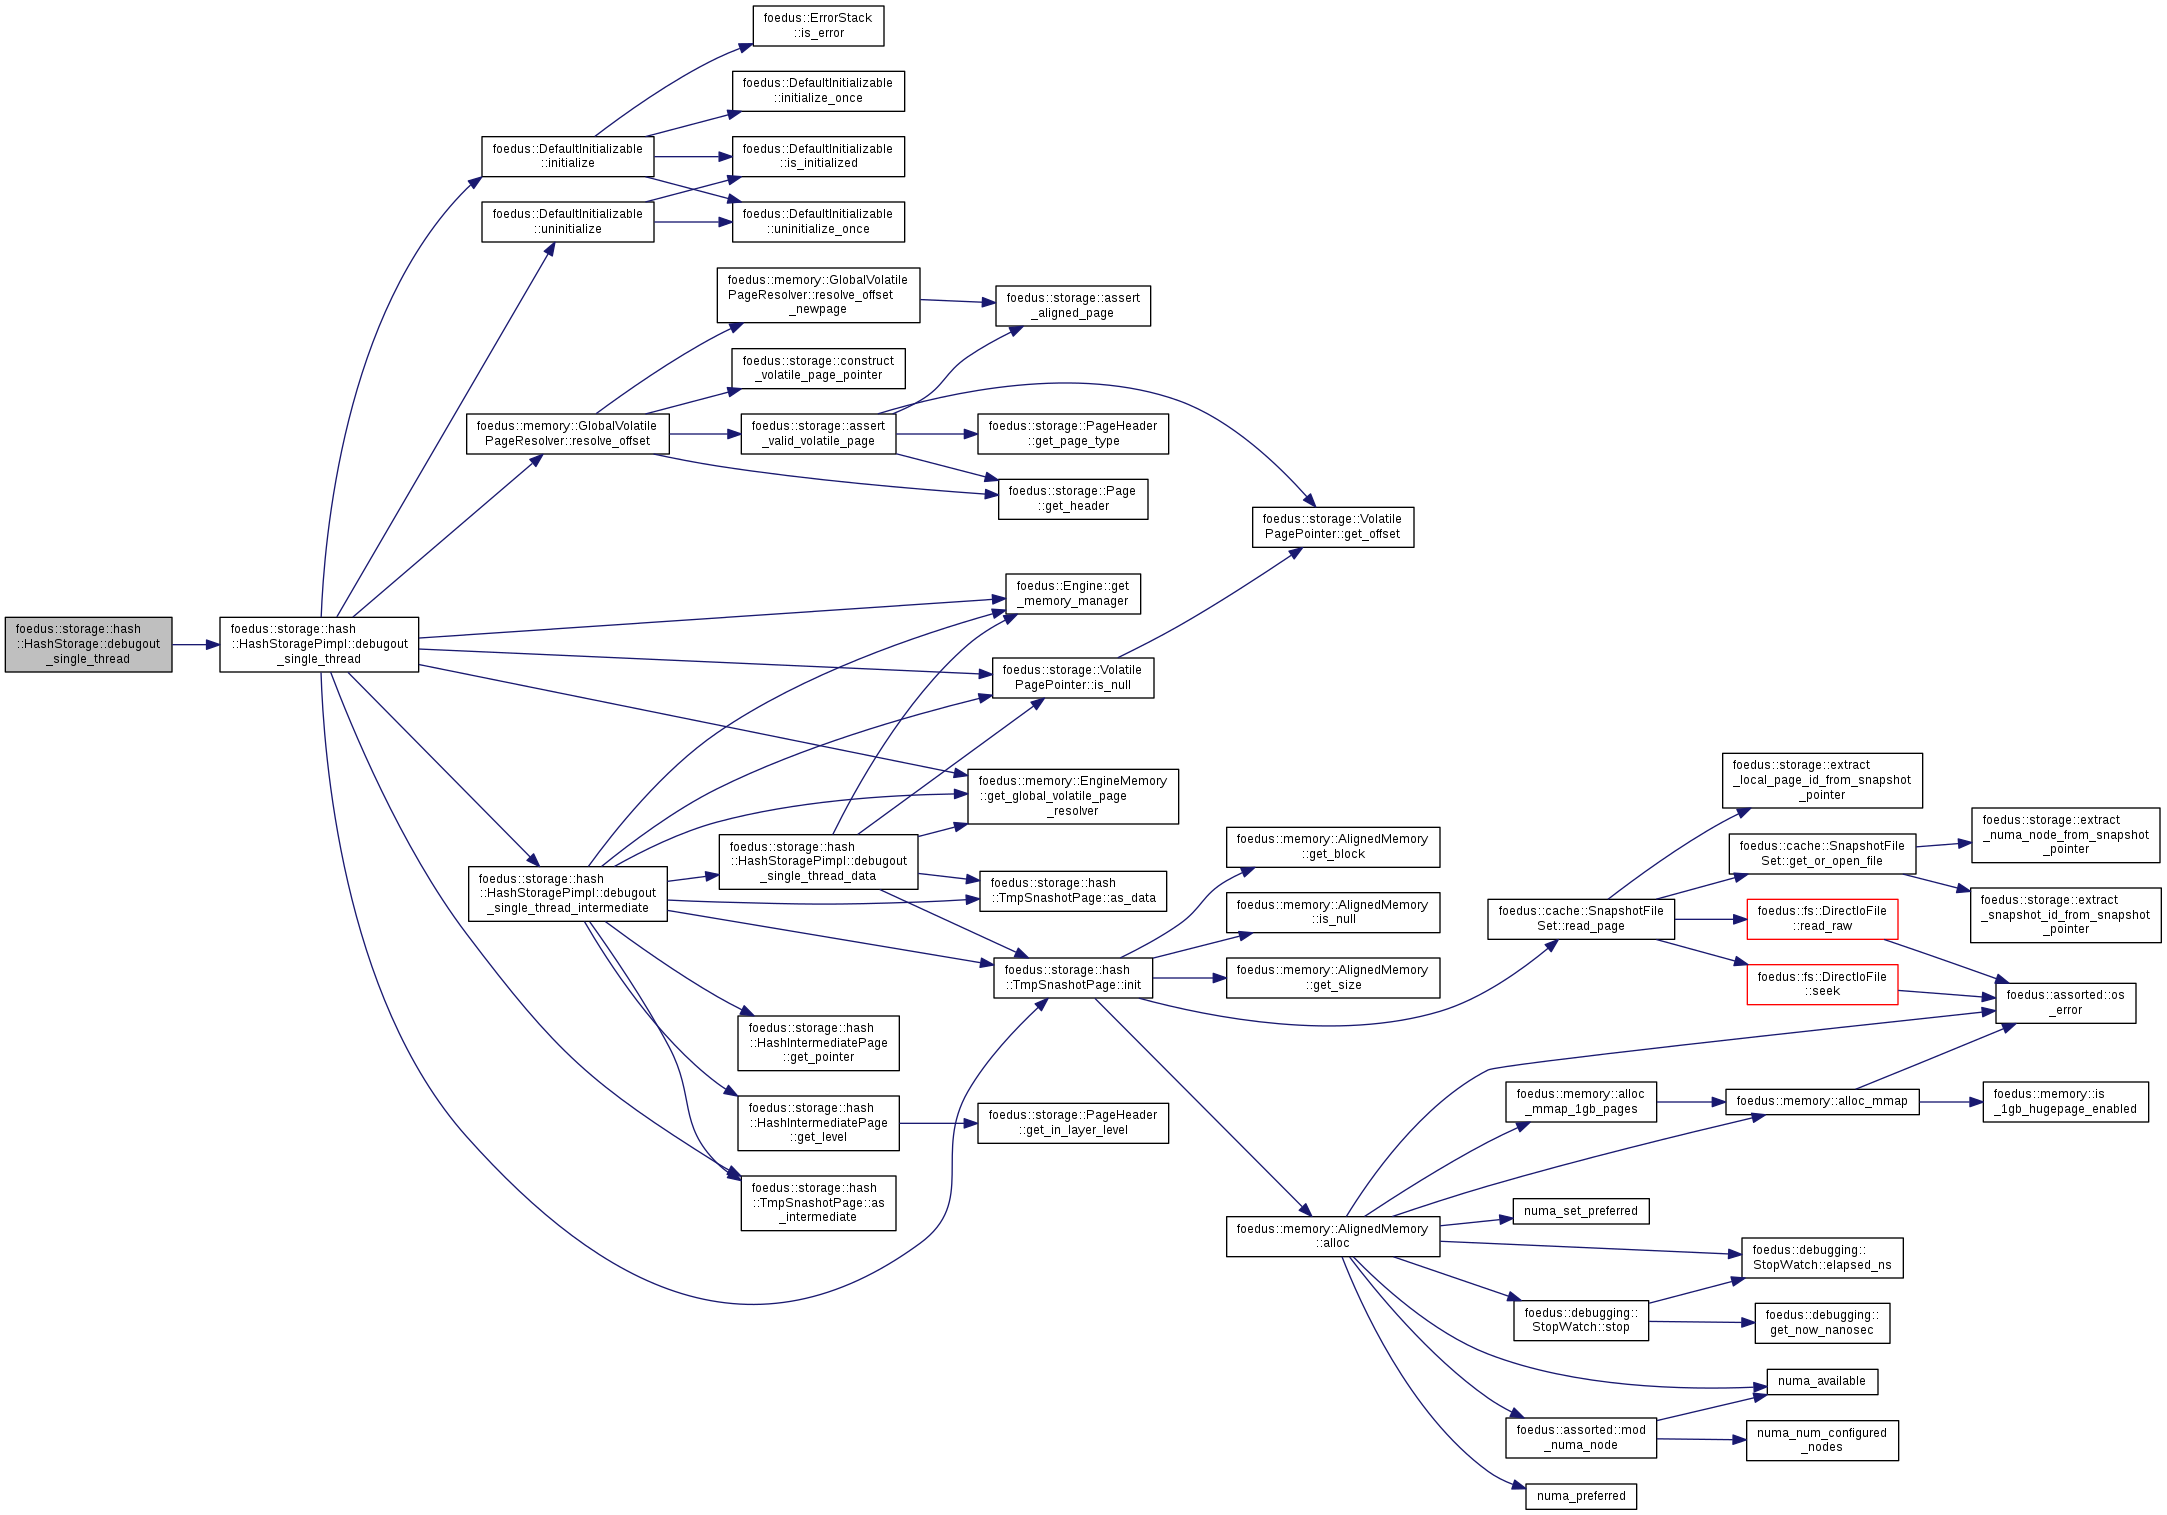 foedus::storage::hash
::HashStorage::debugout
_single_thread
foedus::storage::hash
::HashStoragePimpl::debugout
_single_thread
foedus::DefaultInitializable
::initialize
foedus::DefaultInitializable
::uninitialize
foedus::memory::GlobalVolatile
PageResolver::resolve_offset
foedus::storage::hash
::HashStoragePimpl::debugout
_single_thread_intermediate
foedus::ErrorStack
::is_error
foedus::DefaultInitializable
::initialize_once
foedus::DefaultInitializable
::is_initialized
foedus::DefaultInitializable
::uninitialize_once
foedus::memory::GlobalVolatile
PageResolver::resolve_offset
_newpage
foedus::storage::construct
_volatile_page_pointer
foedus::storage::assert
_valid_volatile_page
foedus::storage::hash
::HashStoragePimpl::debugout
_single_thread_data
foedus::storage::hash
::HashIntermediatePage
::get_pointer
foedus::storage::hash
::HashIntermediatePage
::get_level
foedus::storage::hash
::TmpSnashotPage::as
_intermediate
foedus::storage::assert
_aligned_page
foedus::storage::PageHeader
::get_page_type
foedus::storage::Page
::get_header
foedus::Engine::get
_memory_manager
foedus::storage::Volatile
PagePointer::is_null
foedus::memory::EngineMemory
::get_global_volatile_page
_resolver
foedus::storage::hash
::TmpSnashotPage::as_data
foedus::storage::hash
::TmpSnashotPage::init
foedus::storage::PageHeader
::get_in_layer_level
foedus::storage::Volatile
PagePointer::get_offset
foedus::memory::AlignedMemory
::get_block
foedus::memory::AlignedMemory
::is_null
foedus::memory::AlignedMemory
::get_size
foedus::memory::AlignedMemory
::alloc
foedus::cache::SnapshotFile
Set::read_page
foedus::memory::alloc
_mmap_1gb_pages
numa_set_preferred
foedus::debugging::
StopWatch::stop
foedus::assorted::mod
_numa_node
numa_preferred
foedus::storage::extract
_local_page_id_from_snapshot
_pointer
foedus::cache::SnapshotFile
Set::get_or_open_file
foedus::fs::DirectIoFile
::read_raw
foedus::fs::DirectIoFile
::seek
foedus::memory::alloc_mmap
foedus::debugging::
StopWatch::elapsed_ns
foedus::debugging::
get_now_nanosec
numa_available
numa_num_configured
_nodes
foedus::storage::extract
_numa_node_from_snapshot
_pointer
foedus::storage::extract
_snapshot_id_from_snapshot
_pointer
foedus::assorted::os
_error
foedus::memory::is
_1gb_hugepage_enabled